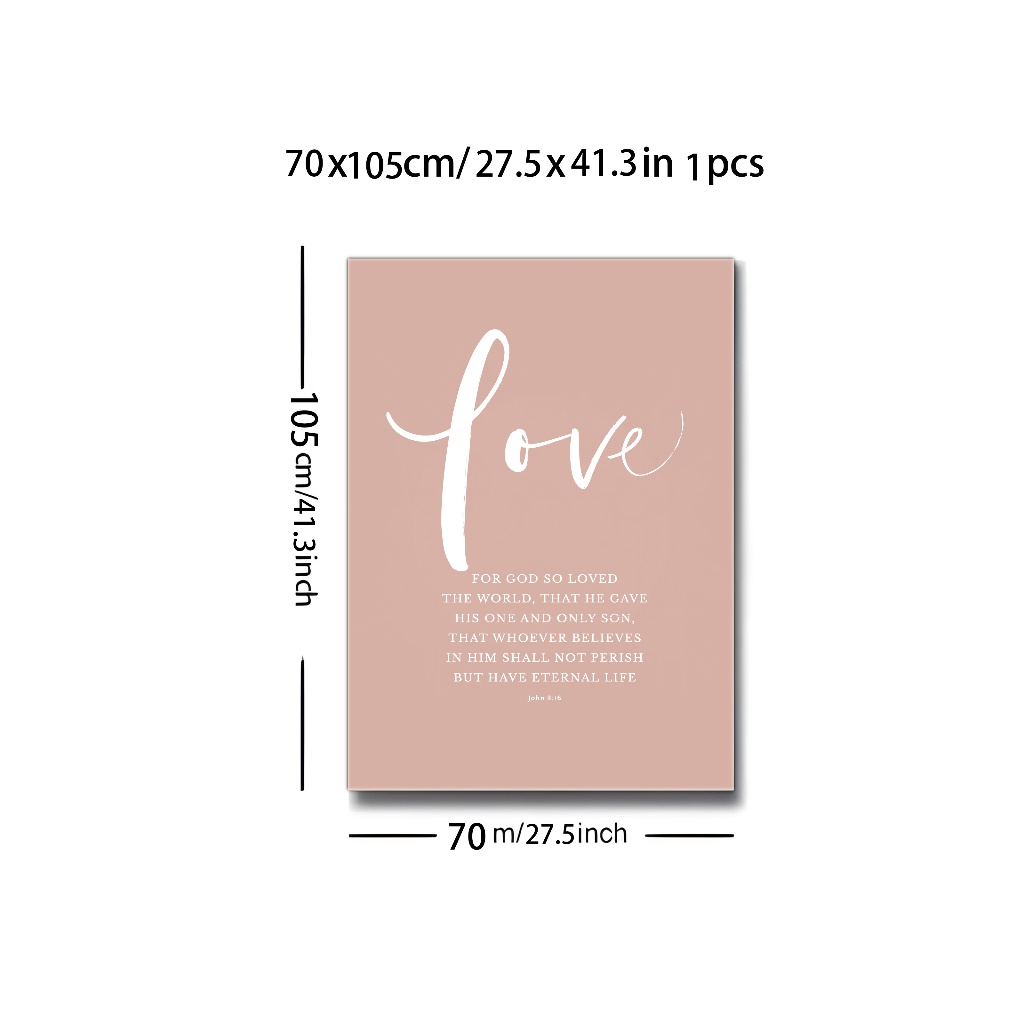 70x105cm/27.5x41.3in 1pcs
105cm/41.3inch
love
FOR GOD SO LOVED
THE WORLD, THAT HE GAVE
HIS ONE AND ONLY SON,
THAT WHOEVER BELIEVES
IN HIM SHALL NOT PERISH
BUT HAVE ETERNAL LIFE
John 3:16
70 m/27.5inch